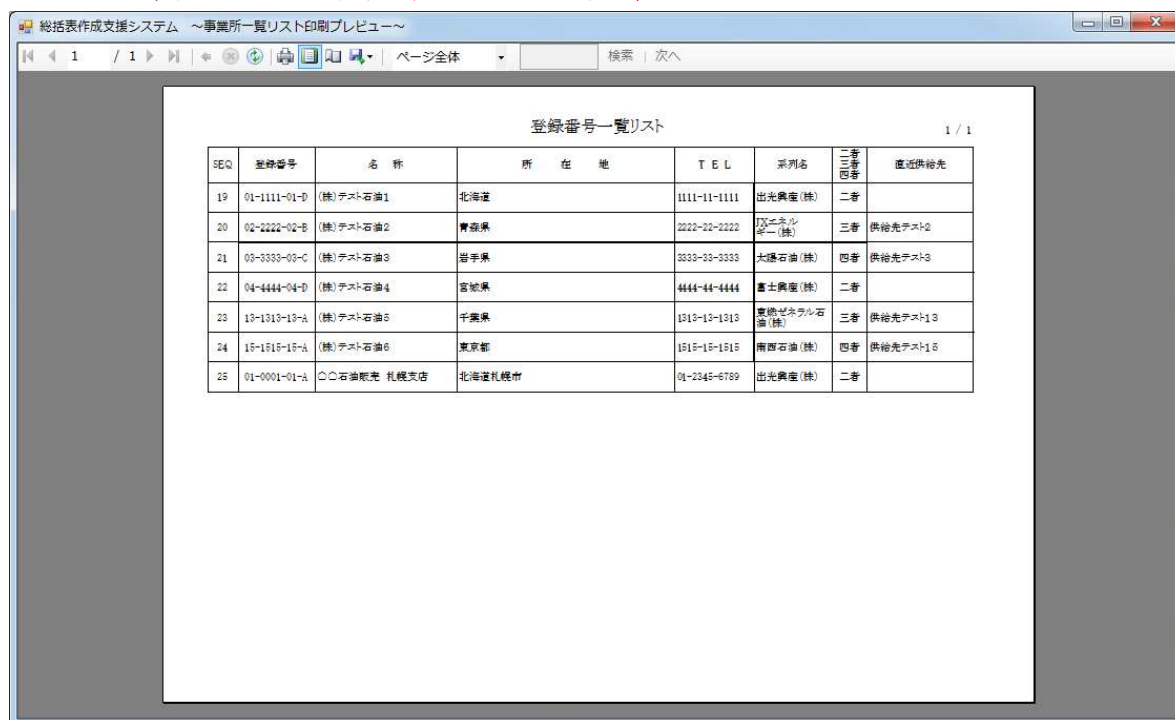 総括表作成支援システム ~事業所一覧リスト印刷プレビュー~
1 / 1 ページ全体 検索 次へ
登録番号一覧リスト 1 / 1
SEQ 登録番号 名称 所在地 TEL 系列名 二者三者四者 直近供給先
19 01-1111-01-D (株)テスト石油1 北海道 1111-11-1111 出光興産(株) 二者
20 02-2222-02-B (株)テスト石油2 青森県 2222-22-2222 JXエネルギー(株) 三者 供給先テスト2
21 03-3333-03-C (株)テスト石油3 岩手県 3333-33-3333 太陽石油(株) 四者 供給先テスト3
22 04-4444-04-D (株)テスト石油4 宮城県 4444-44-4444 富士興産(株) 二者
23 13-1313-13-A (株)テスト石油5 千葉県 1313-13-1313 東燃ゼネラル石油(株) 三者 供給先テスト13
24 15-1515-15-A (株)テスト石油6 東京都 1515-15-1515 南西石油(株) 四者 供給先テスト15
25 01-0001-01-A 〇〇石油販売 札幌支店 北海道札幌市 01-2345-6789 出光興産(株) 二者